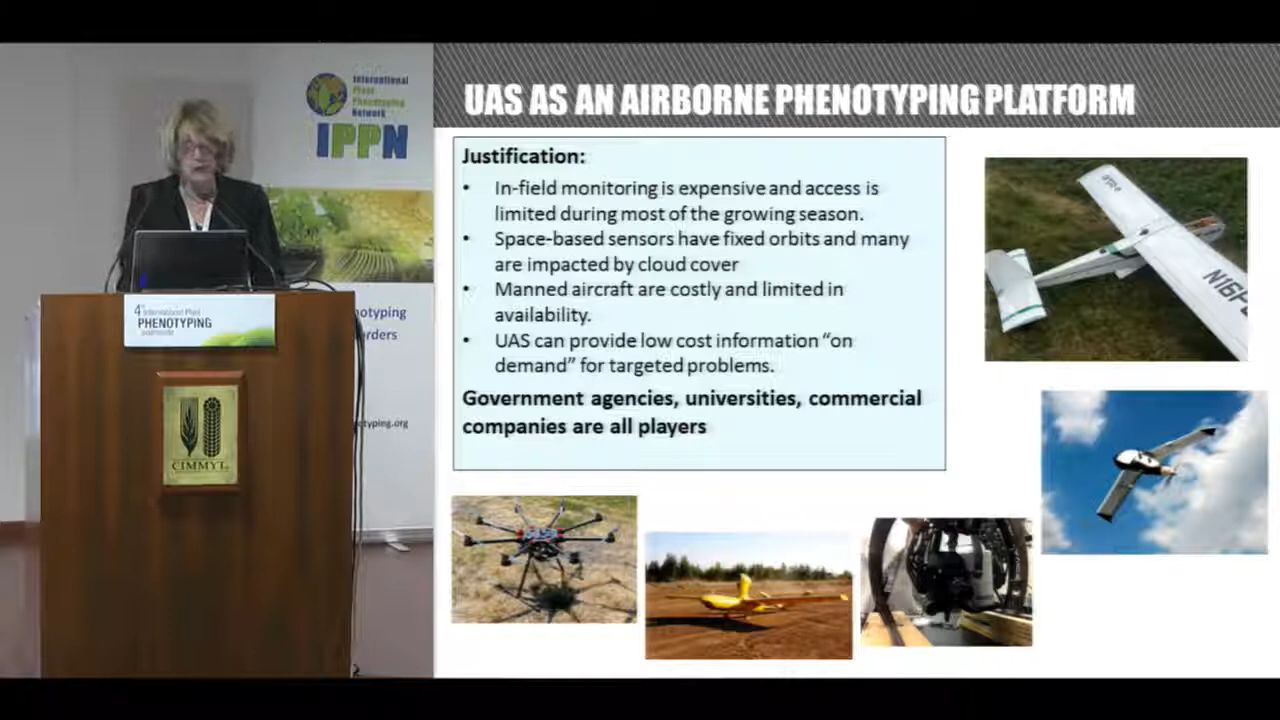 International
Plant
Phenotyping
Network
IPPN
UAS AS AN AIRBORNE PHENOTYPING PLATFORM
Justification:
• In-field monitoring is expensive and access is
limited during most of the growing season.
• Space-based sensors have fixed orbits and many
are impacted by cloud cover
• Manned aircraft are costly and limited in
availability.
• UAS can provide low cost information “on
demand” for targeted problems.
Government agencies, universities, commercial
companies are all players
4th International Plant
PHENOTYPING
notyping
orders
etyping.org
CIMMYT
N16P